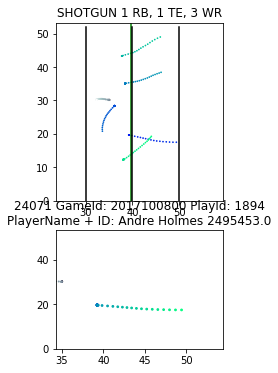 SHOTGUN 1 RB, 1 TE, 3 WR
50
40
30
20
10
0
30 40 50
24071 GameId: 2017100800 PlayId: 1894
PlayerName + ID: Andre Holmes 2495453.0
40
20
0
35 40 45 50